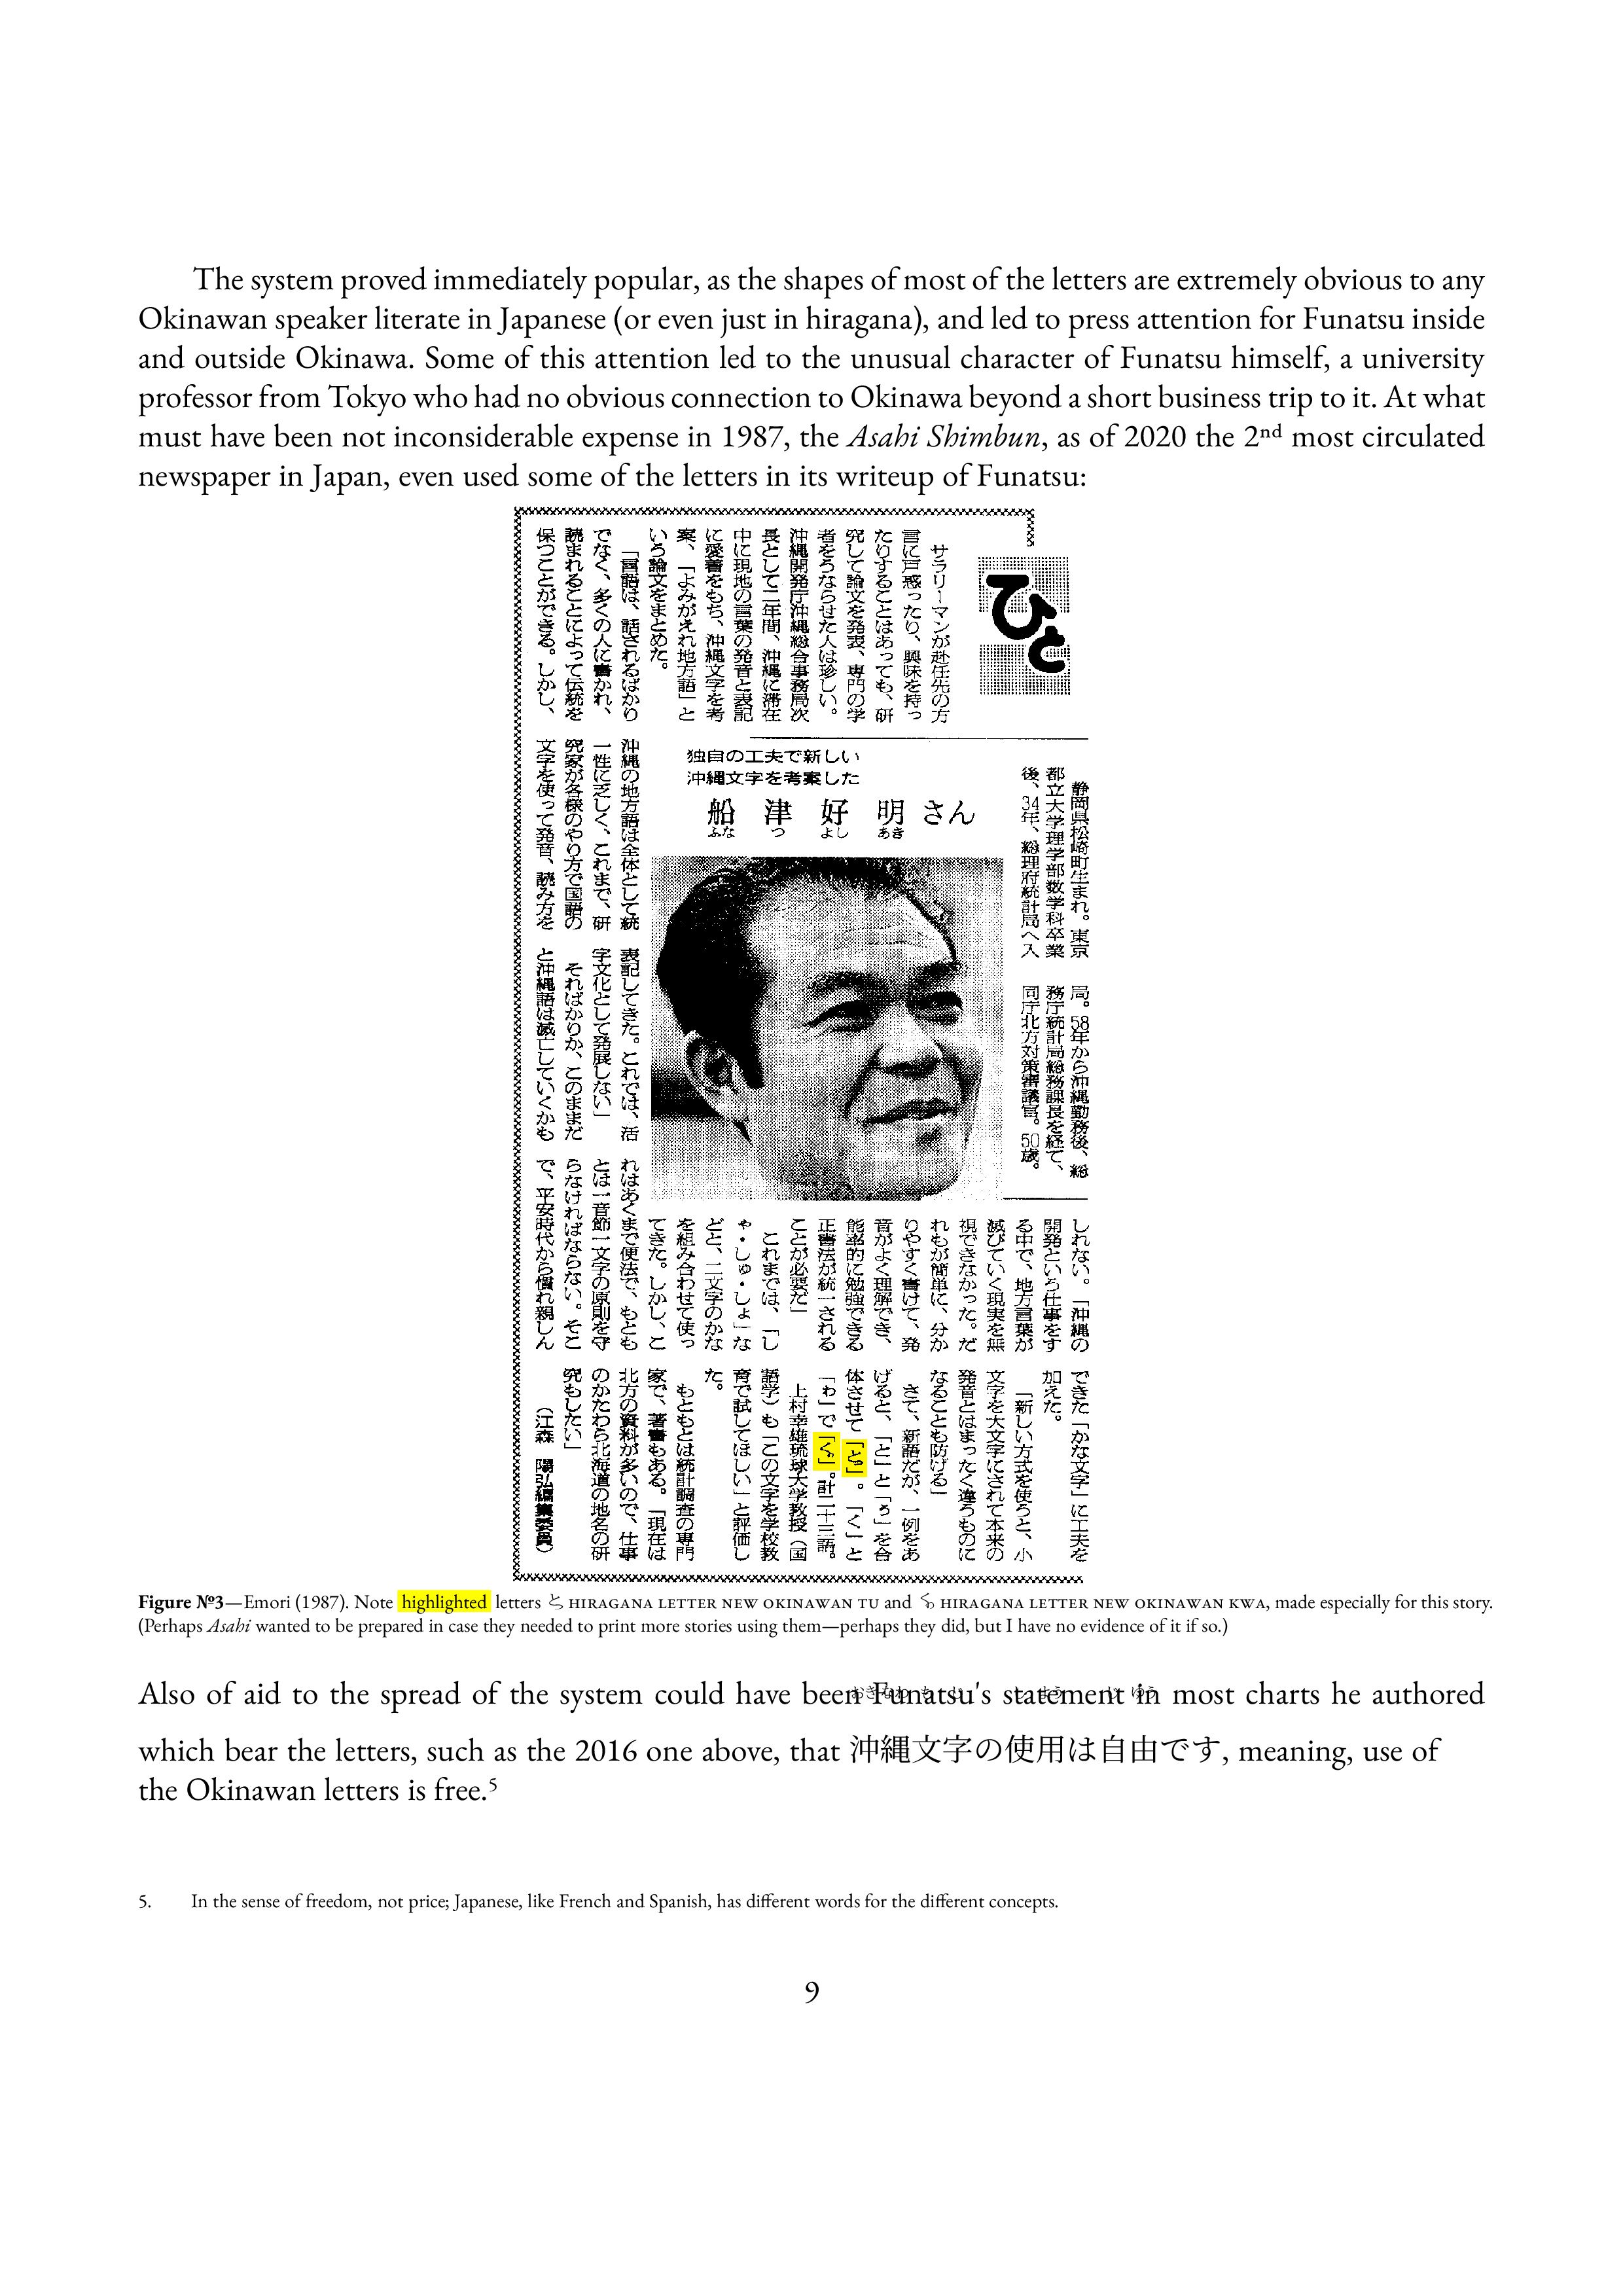 The system proved immediately popular, as the shapes of most of the letters are extremely obvious to any
Okinawan speaker literate in Japanese (or even just in hiragana), and led to press attention for Funatsu inside
and outside Okinawa. Some of this attention led to the unusual character of Funatsu himself, a university
professor from Tokyo who had no obvious connection to Okinawa beyond a short business trip to it. At what
must have been not inconsiderable expense in 1987, the Asahi Shimbun, as of 2020 the 2nd most circulated
newspaper in Japan, even used some of the letters in its writeup of Funatsu:
ひと
サラリーマンが赴任先の方
言に戸惑ったり、興味を持っ
たりすることはあっても、研
究して論文を発表、専門の学
者をうならせた人は珍しい。
沖縄開発庁沖縄総合事務局次
長として二年間、沖縄に滞在
中に現地の言葉の発音と表記
に愛着をもち、沖縄文字を考
案、「よみがえれ地方語」と
いう論文をまとめた。
「言語は、話されるばかり
でなく、多くの人に書かれ、
読まれることによって伝統を
保つことができる。しかし、
独自の工夫で新しい
沖縄文字を考案した
船津好明さん
ふな つ よし あき
静岡県松崎町生まれ。東京
都立大学理学部数学科卒業
後、34年、総理府統計局へ入
局。58年から沖縄勤務後、総
務庁統計局総務課長を経て、
同庁北方対策審議官。50歳。
沖縄の地方語は全体として統
一性に乏しく、これまで、研
究家が各様のやり方で国語の
文字を使って発音、読み方を
表記してきた。これでは、活
字文化として発展しない」
そればかりか、このままだ
と沖縄語は滅亡していくかも
しれない。「沖縄の
開発という仕事をす
る中で、地方言葉が
滅びていく現実を無
視できなかった。だ
れもが簡単に、分か
りやすく書けて、発
音がよく理解でき、
能率的に勉強できる
正書法が統一される
ことが必要だ」
これまでは、「し
ゃ・しゅ・しょ」な
どと、二文字のかな
を組み合わせて使っ
てきた。しかし、こ
れはあくまで便法で、もとも
とは一音節一文字の原則を守
らなければならない。そこ
で、平安時代から慣れ親しん
できた「かな文字」に工夫を
加えた。
「新しい方式を使うと、小
文字を大文字にされて本来の
発音とはまったく違うものに
なることも防げる」
さて、新語だが、一例をあ
げると、「と」と「ぅ」を合
体させて「」。「く」と
「ゎ」で「」。計二十三語。
上村幸雄琉球大学教授（国
語学）も「この文字を学校教
育で試してほしい」と評価し
た。
もともとは統計調査の専門
家で、著書もある。「現在は
北方の資料が多いので、仕事
のかたわら北海道の地名の研
究もしたい」
（江森 陽弘編集委員）
Figure №3—Emori (1987). Note highlighted letters HIRAGANA LETTER NEW OKINAWAN TU and HIRAGANA LETTER NEW OKINAWAN KWA, made especially for this story.
(Perhaps Asahi wanted to be prepared in case they needed to print more stories using them—perhaps they did, but I have no evidence of it if so.)
Also of aid to the spread of the system could have been Funatsu's statement in most charts he authored
おきなわ も じ し よう じ ゆう
which bear the letters, such as the 2016 one above, that 沖縄文字の使用は自由です, meaning, use of
the Okinawan letters is free.5
5. In the sense of freedom, not price; Japanese, like French and Spanish, has different words for the different concepts.
9